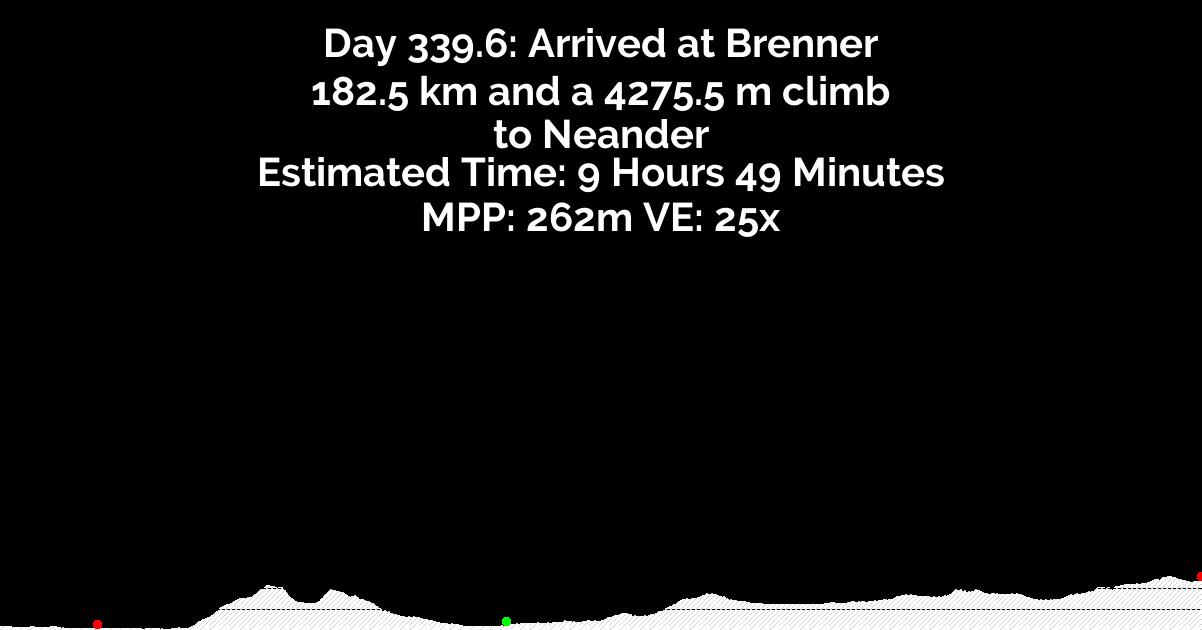 Day 339.6: Arrived at Brenner
182.5 km and a 4275.5 m climb
to Neander
Estimated Time: 9 Hours 49 Minutes
MPP: 262m VE: 25x